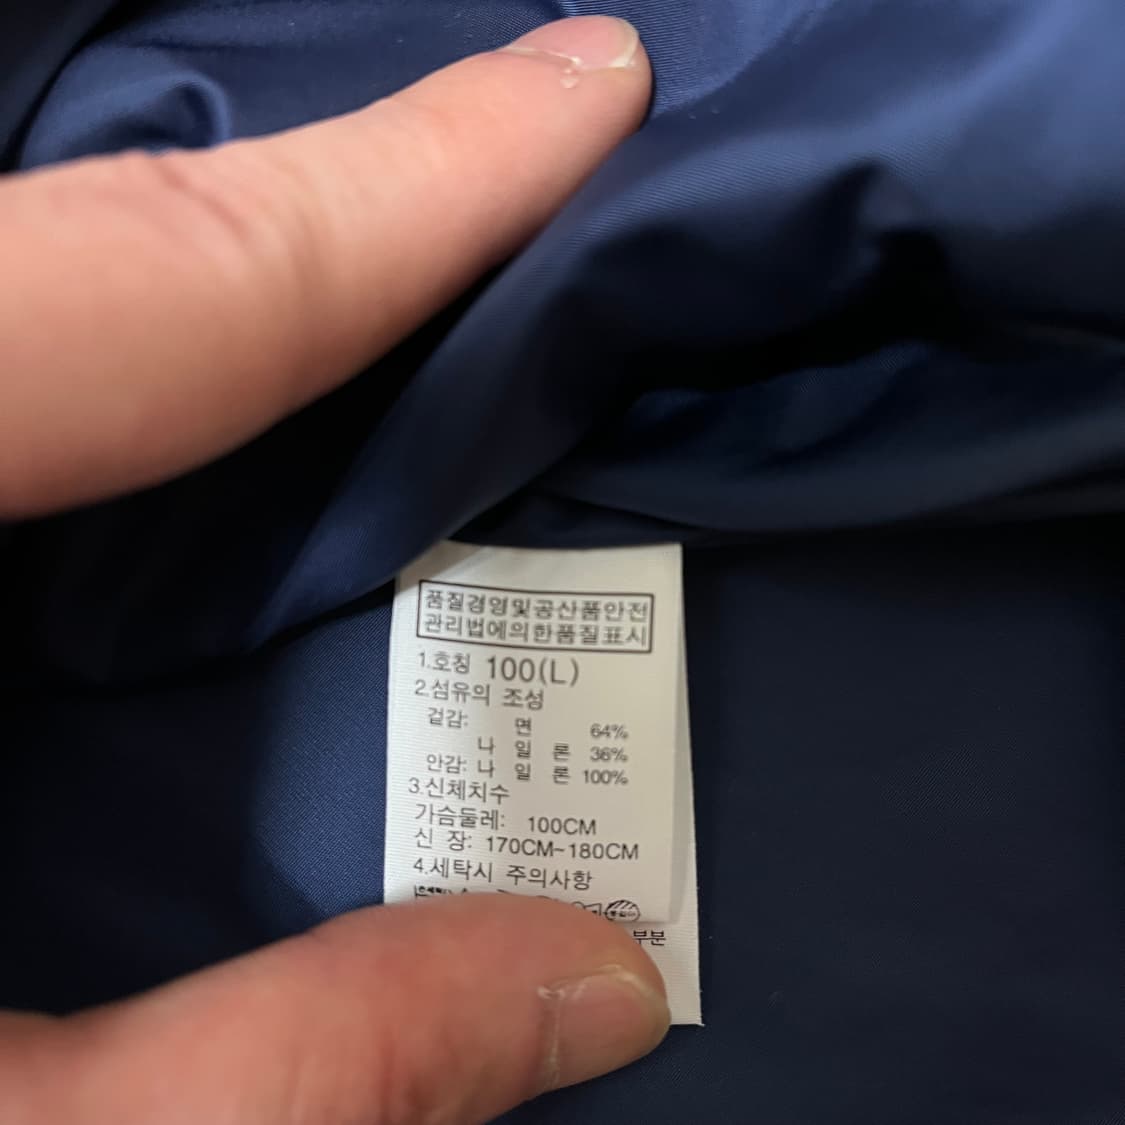 품질경영및공산품안전
관리법에의한품질표시
1.호칭 100(L)
2.섬유의 조성
겉감: 면 64%
나 일 론 36%
안감: 나 일 론 100%
3.신체치수
가슴둘레: 100CM
신 장: 170CM~180CM
4.세탁시 주의사항
부분